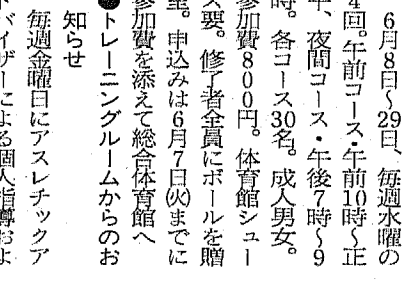 6月8日〜29日、毎週水曜の
4回。午前コース・午前10時〜正
午、夜間コース・午後7時〜9
時。各コース30名。成人男女。
参加費800円。体育館シュー
ズ要。修了者全員にボールを贈
呈。申込みは6月7日㈫までに
参加費を添えて総合体育館へ
●トレーニングルームからのお
知らせ
毎週金曜日にアスレチックア
ドバイザーによる個人指導およ